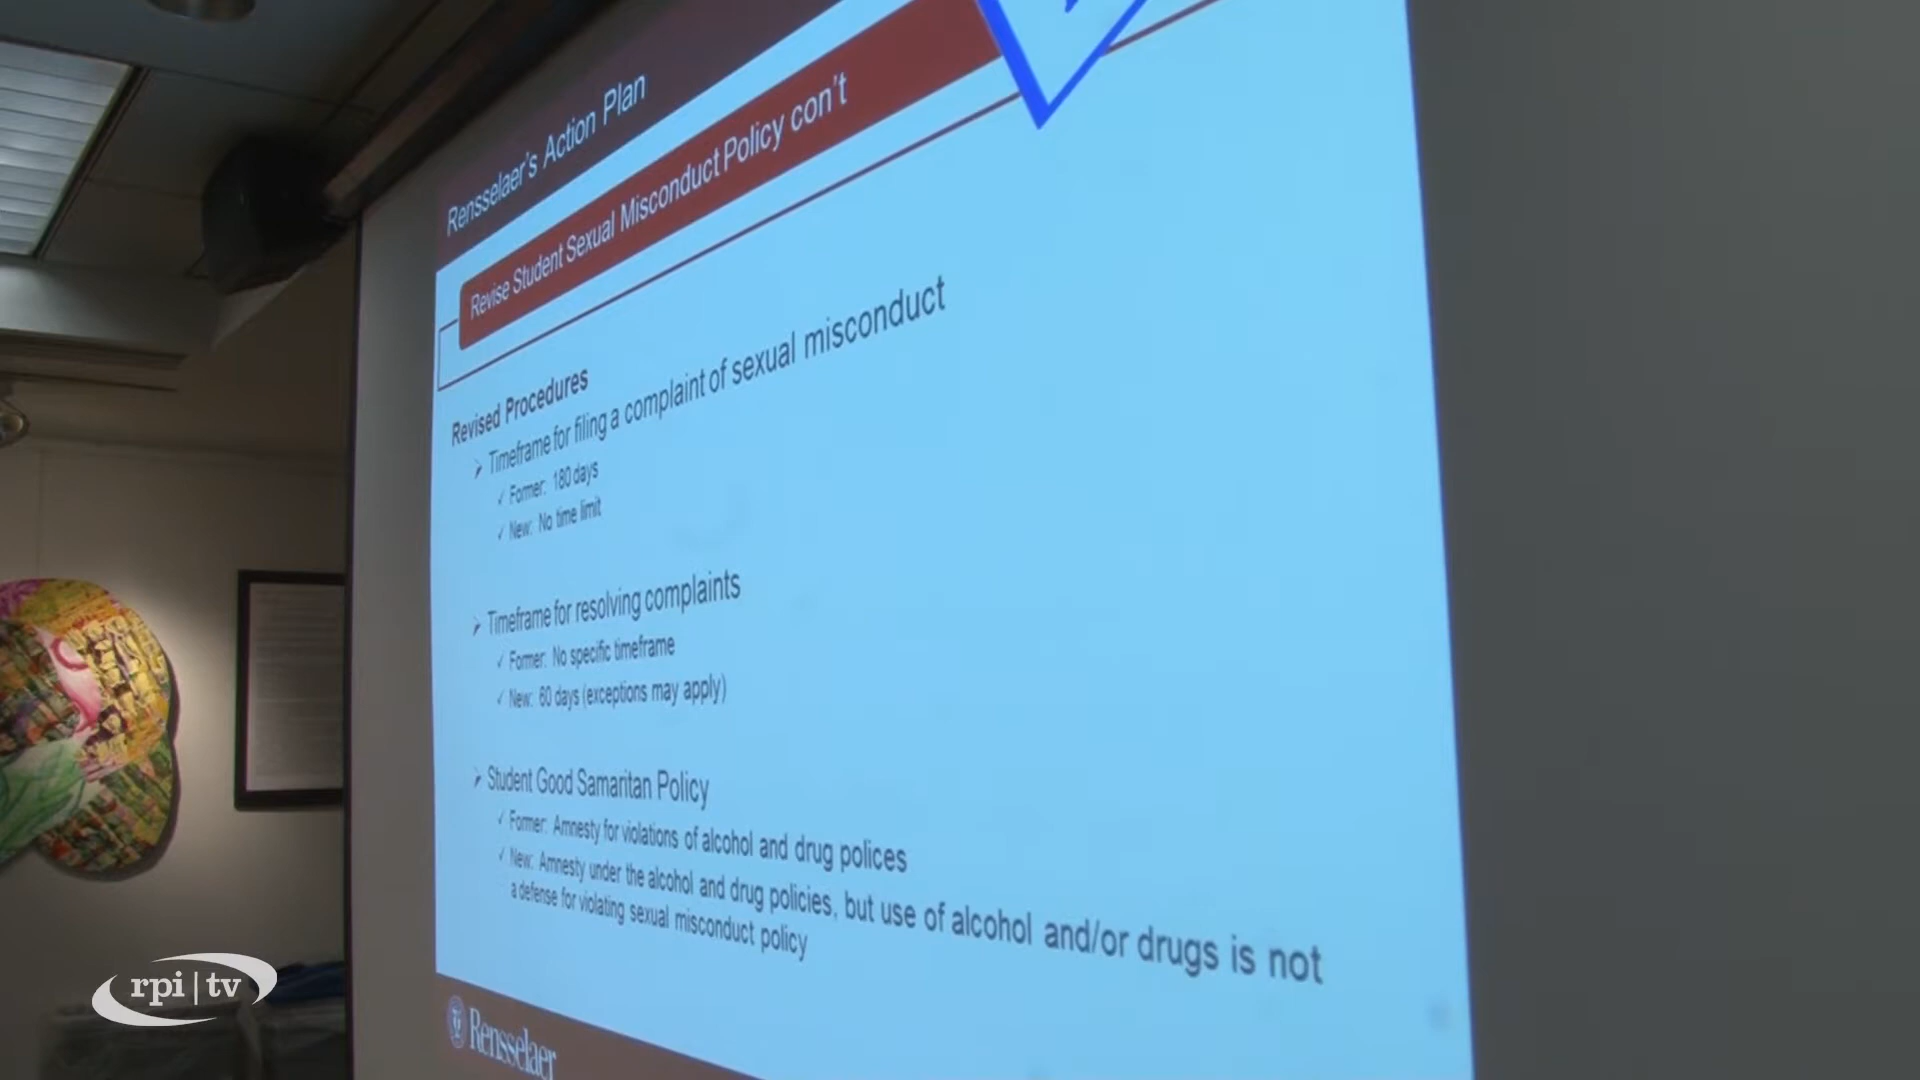 Rensselaer's Action Plan
Revise Student Sexual Misconduct Policy con't
Revised Procedures
➢ Timeframe for filing a complaint of sexual misconduct
✓ Former: 180 days
✓ New: No time limit
➢ Timeframe for resolving complaints
✓ Former: No specific timeframe
✓ New: 60 days (exceptions may apply)
➢ Student Good Samaritan Policy
✓ Former: Amnesty for violations of alcohol and drug polices
✓ New: Amnesty under the alcohol and drug policies, but use of alcohol and/or drugs is not
a defense for violating sexual misconduct policy
Rensselaer
rpi|tv